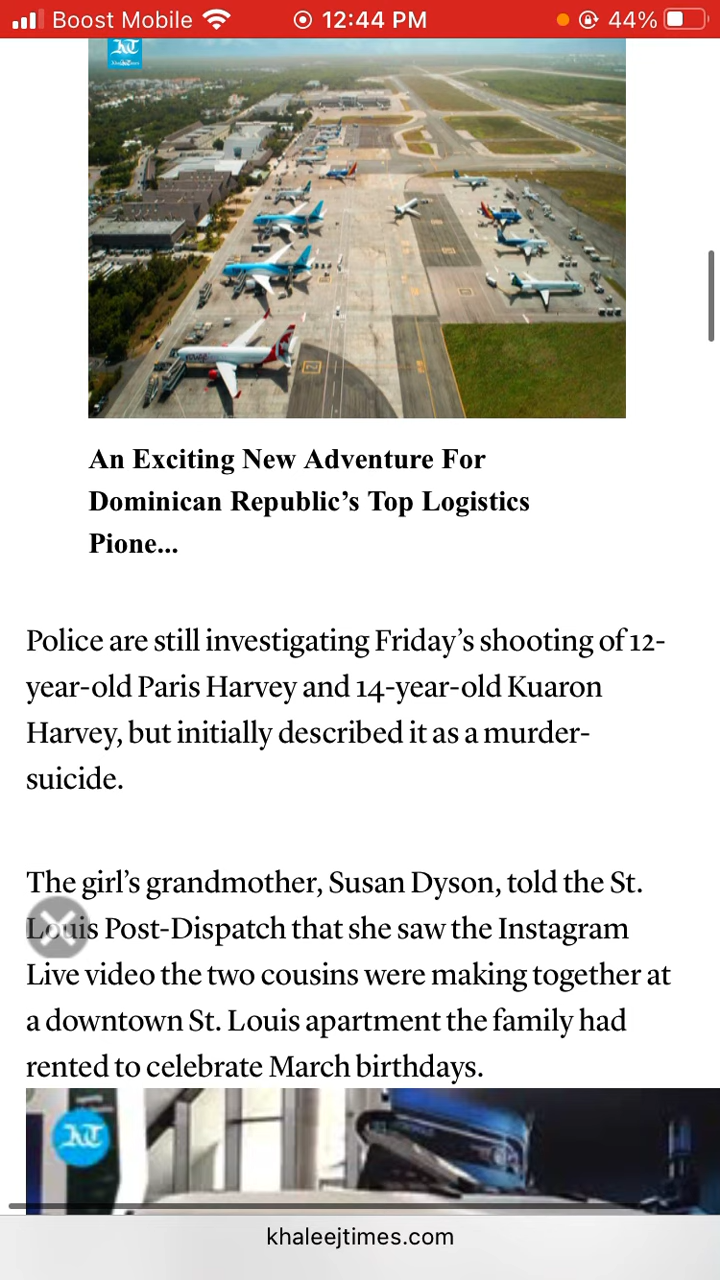 Boost Mobile 12:44 PM 44%
KT
Khaleej Times
An Exciting New Adventure For
Dominican Republic’s Top Logistics
Pione...
Police are still investigating Friday’s shooting of 12-
year-old Paris Harvey and 14-year-old Kuaron
Harvey, but initially described it as a murder-
suicide.
The girl’s grandmother, Susan Dyson, told the St.
Louis Post-Dispatch that she saw the Instagram
Live video the two cousins were making together at
a downtown St. Louis apartment the family had
rented to celebrate March birthdays.
KT
khaleejtimes.com